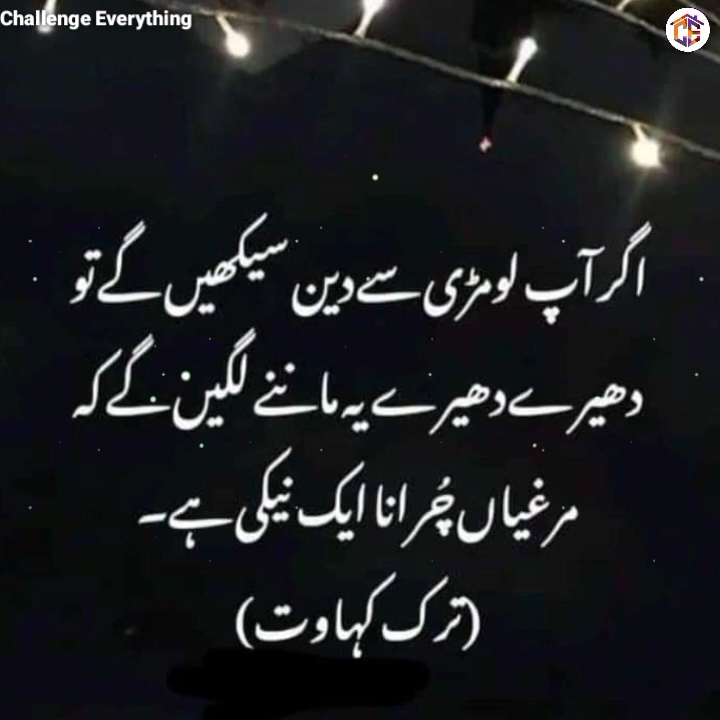 Challenge Everything
اگر آپ لومڑی سے دین سیکھیں گے تو
دھیرے دھیرے یہ ماننے لگیں گے کہ
مرغیاں چُرانا ایک نیکی ہے۔
(ترک کہاوت)